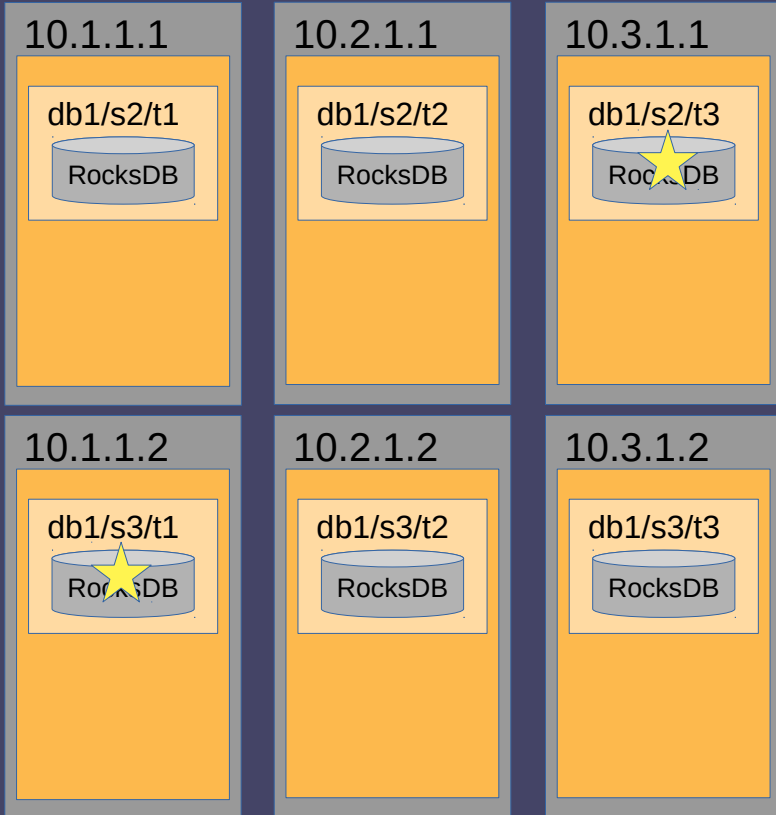 10.1.1.1
db1/s2/t1
RocksDB
10.2.1.1
db1/s2/t2
RocksDB
10.3.1.1
db1/s2/t3
RocksDB
10.1.1.2
db1/s3/t1
RocksDB
10.2.1.2
db1/s3/t2
RocksDB
10.3.1.2
db1/s3/t3
RocksDB